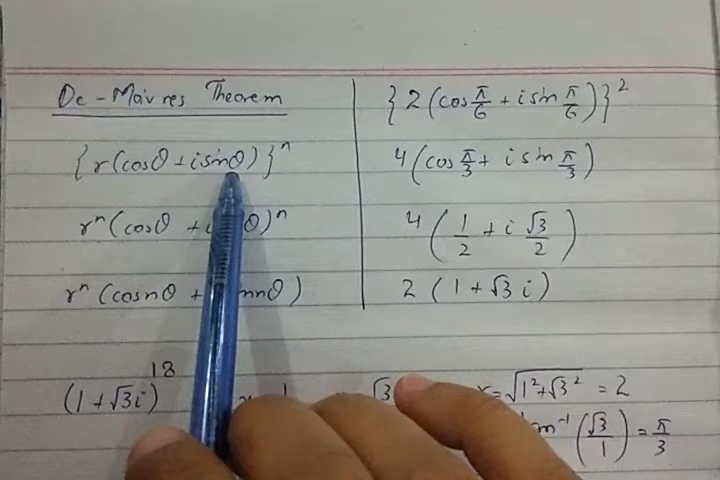 De-Moivres Theorem
{r(cosθ + isinθ)}ⁿ
rⁿ(cosθ + i θ)ⁿ
rⁿ(cosnθ + nθ)
{2(cos π/6 + i sin π/6)}²
4(cos π/3 + i sin π/3)
4(1/2 + i √3/2)
2(1 + √3 i)
(1 + √3i)¹⁸
√3
r = √(1² + √3²) = 2
(√3/1) = π/3